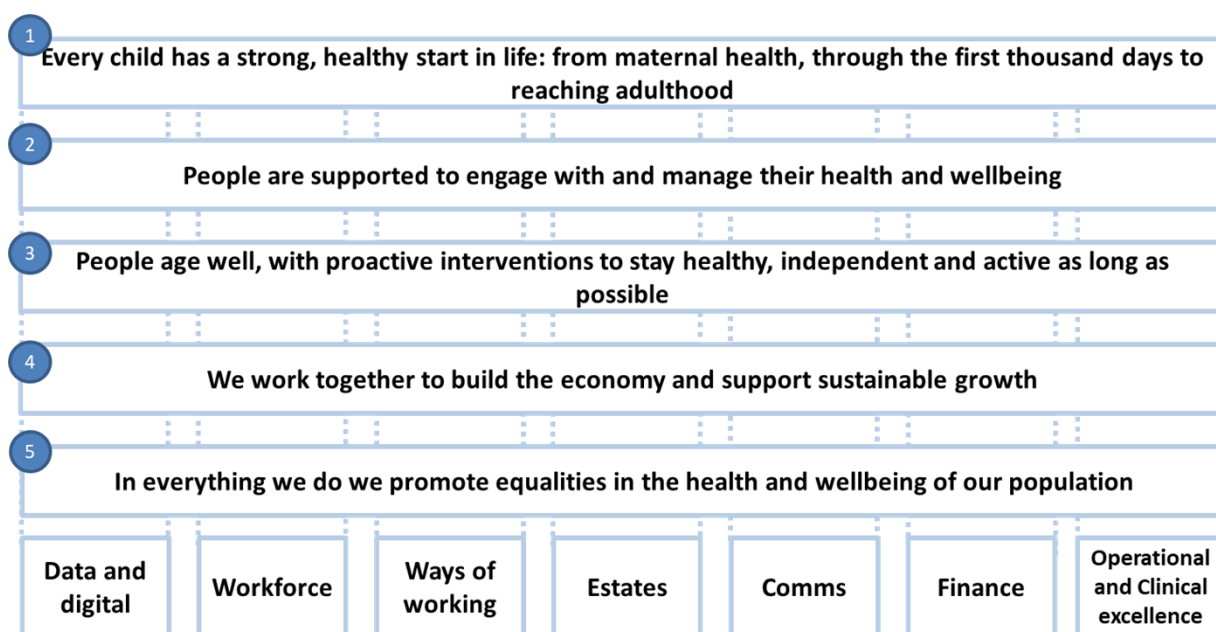 1
Every child has a strong, healthy start in life: from maternal health, through the first thousand days to
reaching adulthood
2
People are supported to engage with and manage their health and wellbeing
3
People age well, with proactive interventions to stay healthy, independent and active as long as
possible
4
We work together to build the economy and support sustainable growth
5
In everything we do we promote equalities in the health and wellbeing of our population
Data and
digital
Workforce
Ways of
working
Estates
Comms
Finance
Operational
and Clinical
excellence